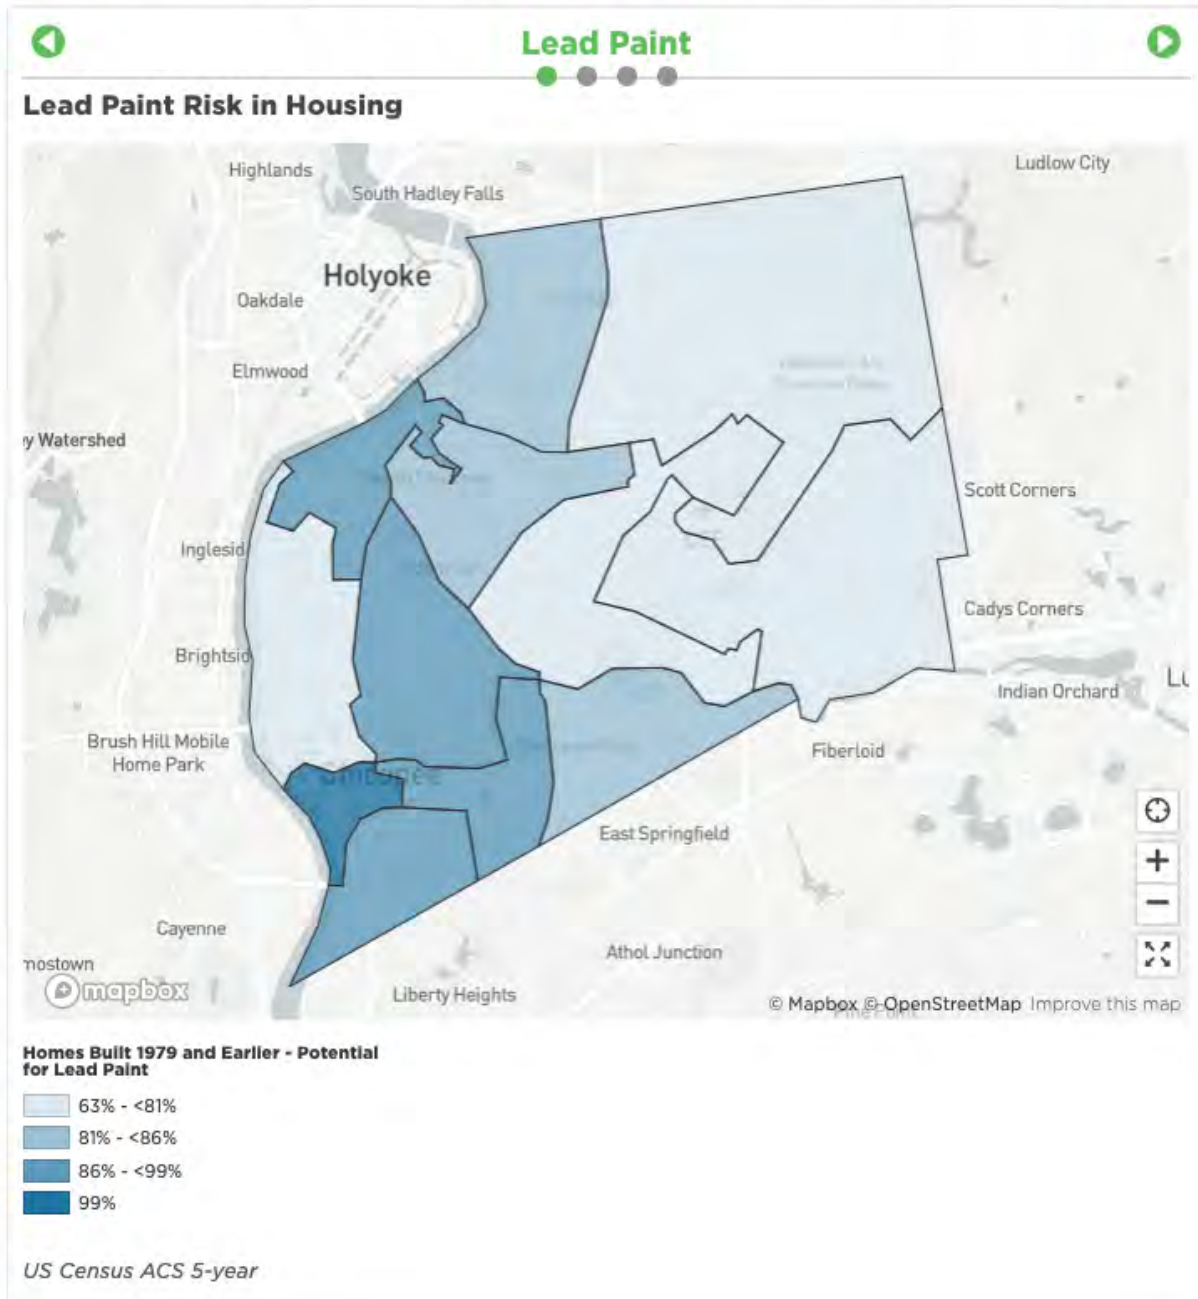 Lead Paint
Lead Paint Risk in Housing
Highlands
Ludlow City
South Hadley Falls
Holyoke
Oakdale
Elmwood
y Watershed
Scott Corners
Inglesid
Cadys Corners
Brightsid
Indian Orchard
Lu
Brush Hill Mobile
Home Park
Fiberloid
East Springfield
Cayenne
Athol Junction
mostown
mapbox
Liberty Heights
© Mapbox © OpenStreetMap Improve this map
Homes Built 1979 and Earlier - Potential
for Lead Paint
63% - <81%
81% - <86%
86% - <99%
99%
US Census ACS 5-year